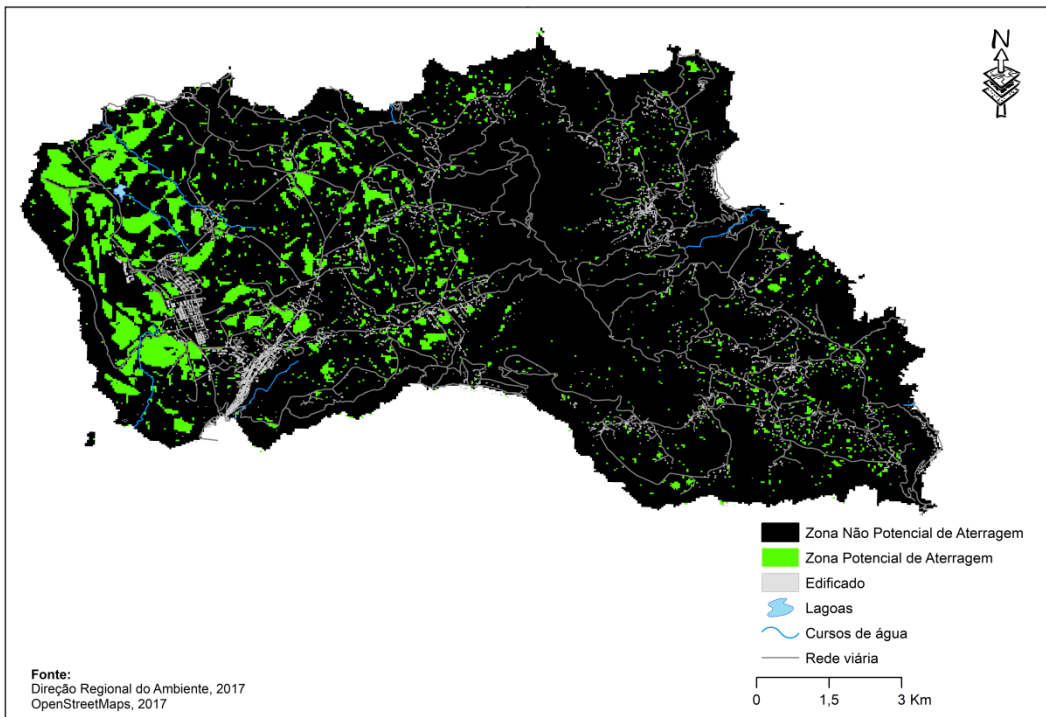 N
Zona Não Potencial de Aterragem
Zona Potencial de Aterragem
Edificado
Lagoas
Cursos de água
Rede viária
0 1,5 3 Km
Fonte:
Direção Regional do Ambiente, 2017
OpenStreetMaps, 2017